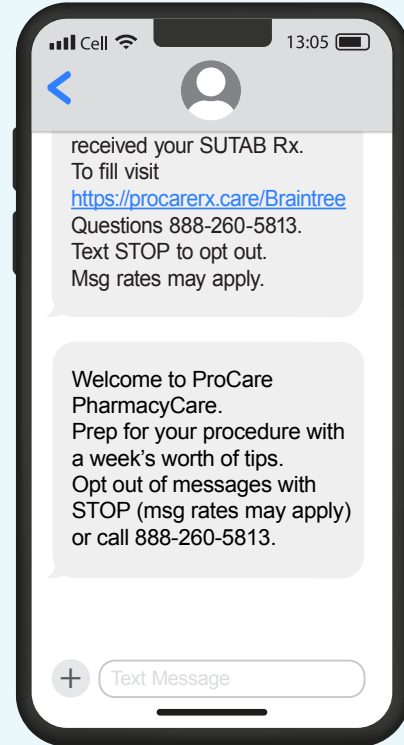 Cell 13:05
received your SUTAB Rx.
To fill visit
https://procarerx.care/Braintree
Questions 888-260-5813.
Text STOP to opt out.
Msg rates may apply.
Welcome to ProCare
PharmacyCare.
Prep for your procedure with
a week's worth of tips.
Opt out of messages with
STOP (msg rates may apply)
or call 888-260-5813.
Text Message